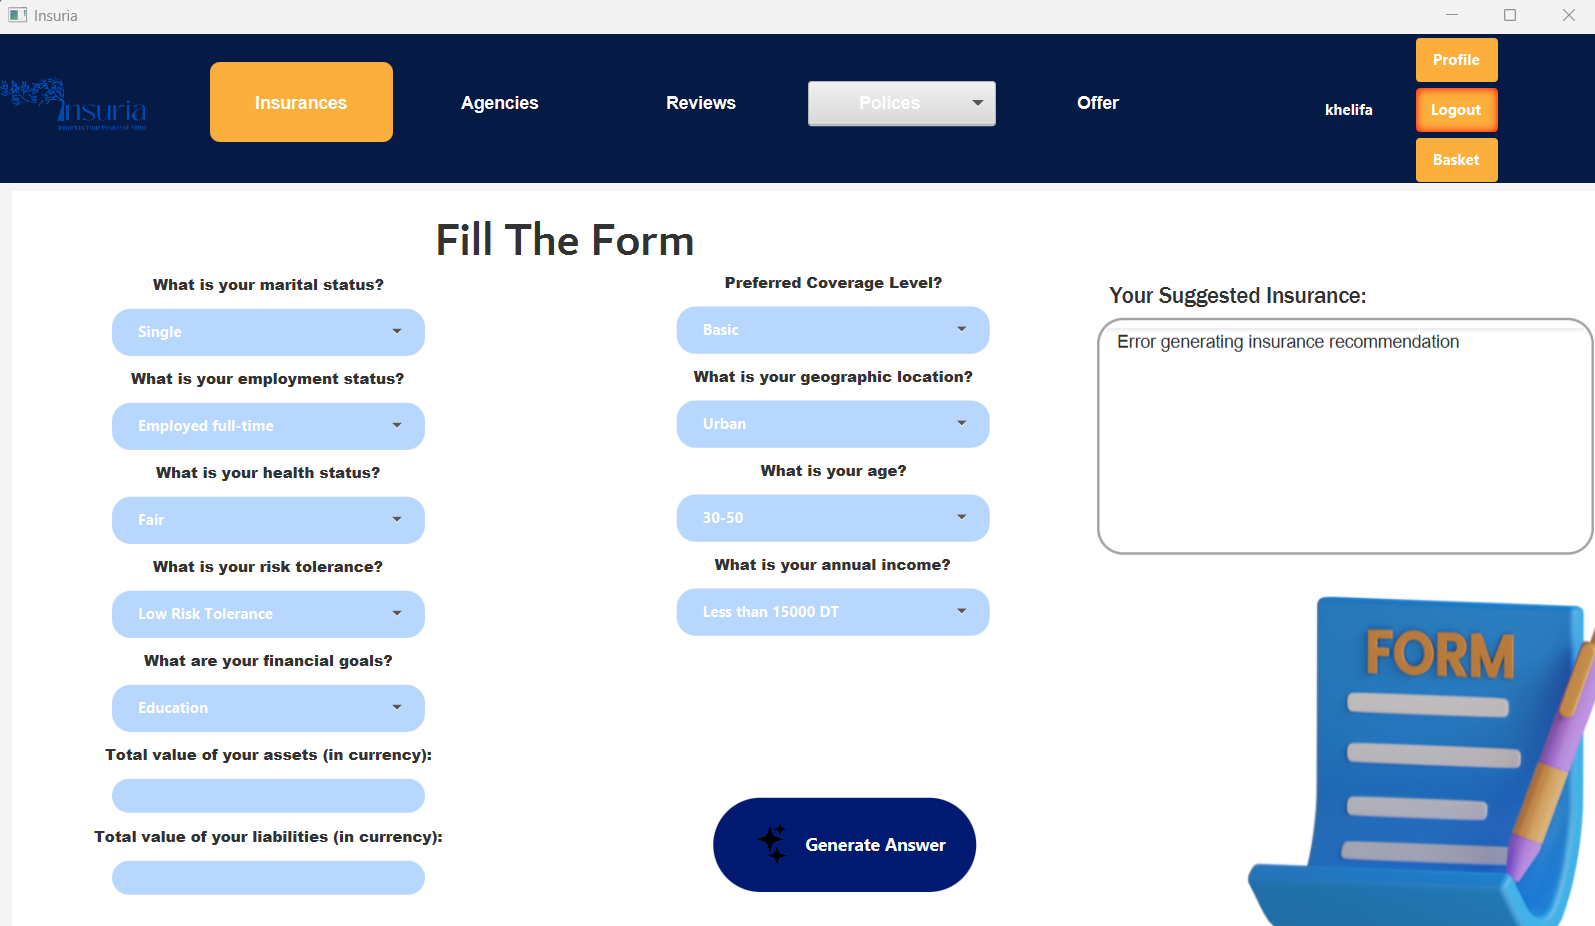 Insuria
Insuria
Insuring Your Peace of Mind
Insurances
Agencies
Reviews
Polices
Offer
khelifa
Profile
Logout
Basket
Fill The Form
What is your marital status?
Single
What is your employment status?
Employed full-time
What is your health status?
Fair
What is your risk tolerance?
Low Risk Tolerance
What are your financial goals?
Education
Total value of your assets (in currency):
Total value of your liabilities (in currency):
Preferred Coverage Level?
Basic
What is your geographic location?
Urban
What is your age?
30-50
What is your annual income?
Less than 15000 DT
Generate Answer
Your Suggested Insurance:
Error generating insurance recommendation
FORM